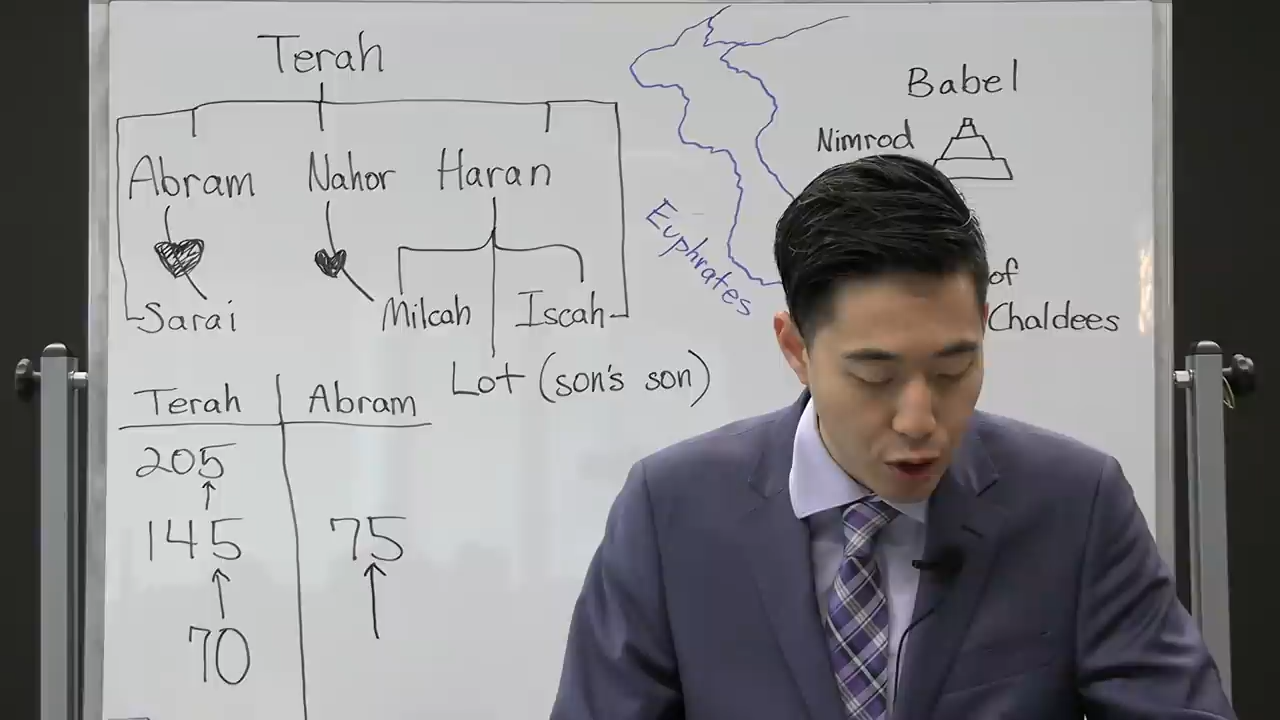 Terah
Abram Nahor Haran
Sarai Milcah Iscah
Lot (son's son)
Terah Abram
205
145 75
70
Euphrates
Babel
Nimrod
of
Chaldees